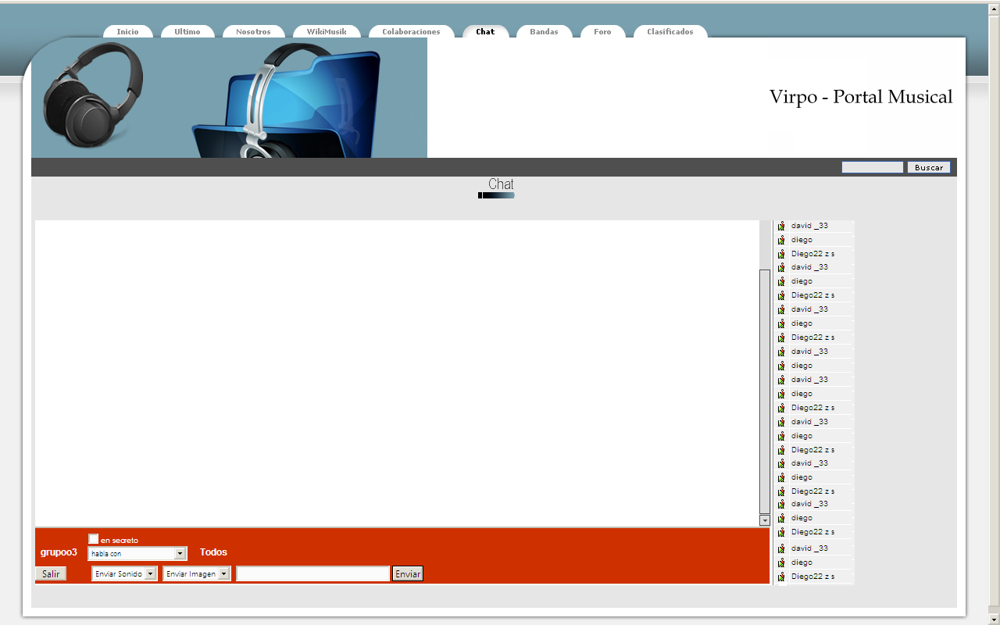 Inicio Ultimo Nosotros WikiMusik Colaboraciones Chat Bandas Foro Clasificados
Virpo - Portal Musical
Buscar
Chat
david _33
diego
Diego22 z s
david _33
diego
Diego22 z s
david _33
diego
Diego22 z s
david _33
diego
david _33
diego
Diego22 z s
david _33
diego
Diego22 z s
david _33
diego
Diego22 z s
david _33
diego
Diego22 z s
david _33
diego
Diego22 z s
en secreto
grupoo3 habla con Todos
Salir Enviar Sonido Enviar Imagen Enviar